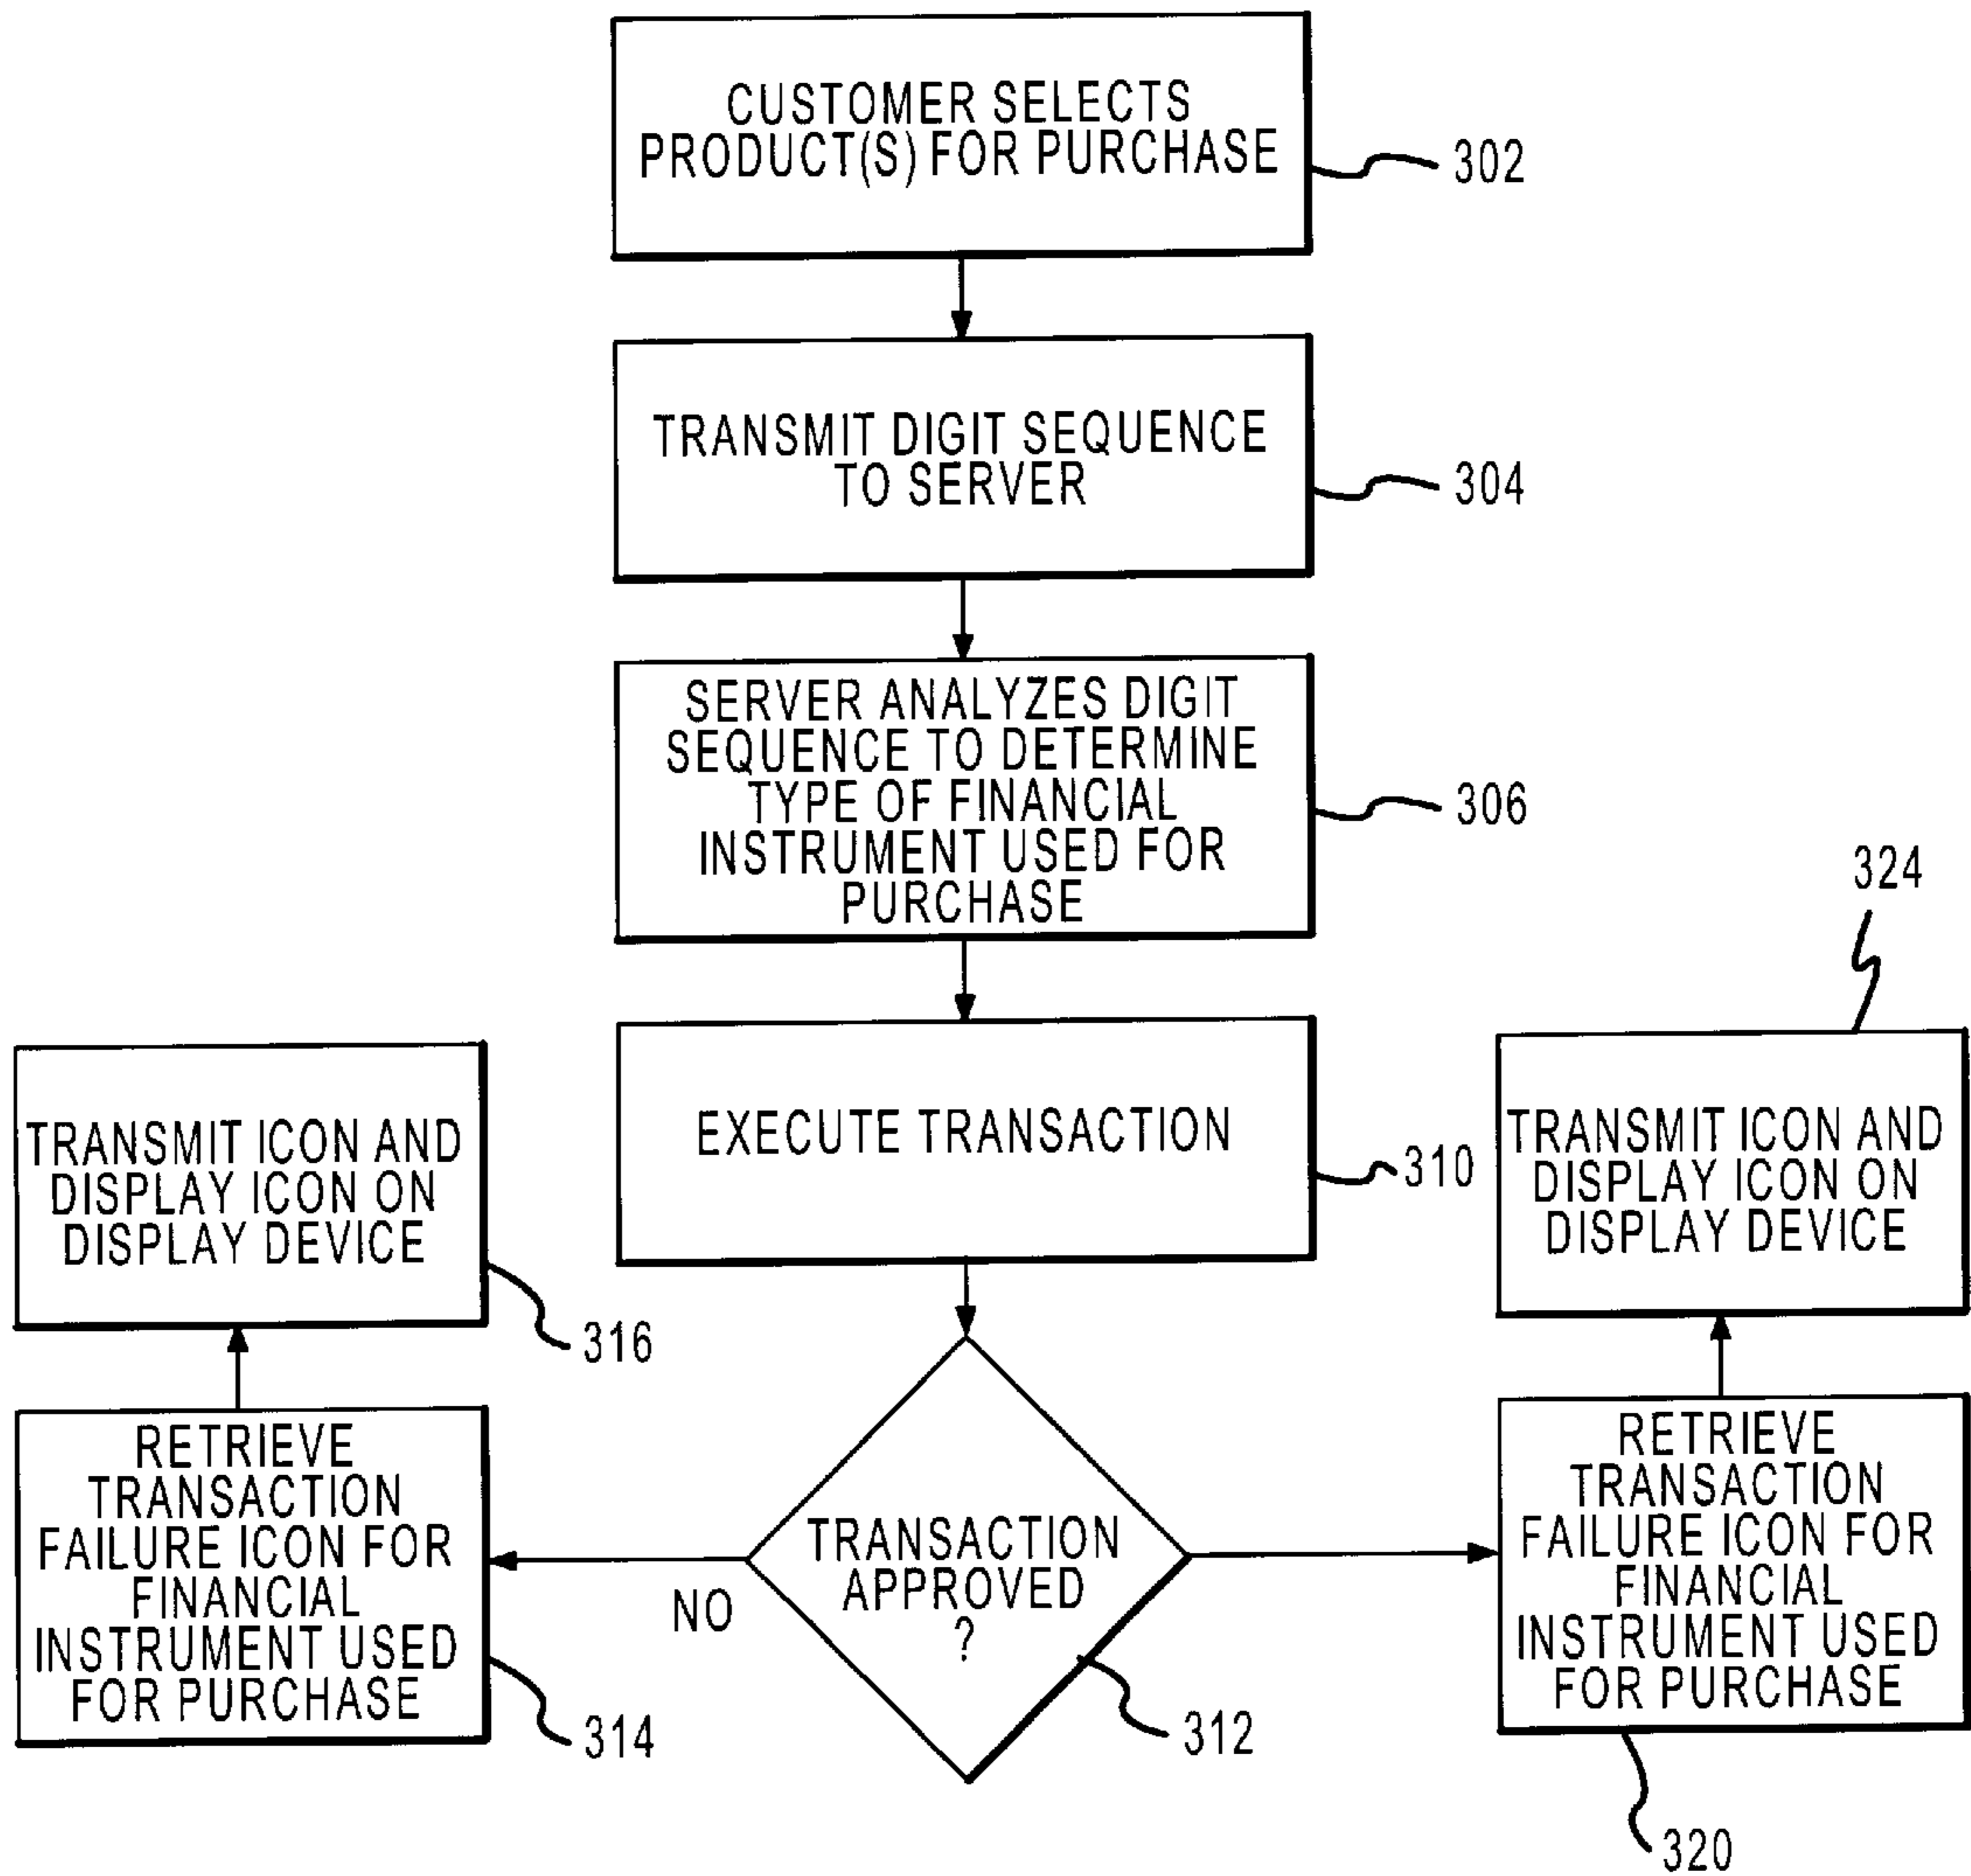 CUSTOMER SELECTS
PRODUCT(S) FOR PURCHASE
302
TRANSMIT DIGIT SEQUENCE
TO SERVER
304
SERVER ANALYZES DIGIT
SEQUENCE TO DETERMINE
TYPE OF FINANCIAL
INSTRUMENT USED FOR
PURCHASE
306
EXECUTE TRANSACTION
310
TRANSACTION
APPROVED
?
312
NO
RETRIEVE
TRANSACTION
FAILURE ICON FOR
FINANCIAL
INSTRUMENT USED
FOR PURCHASE
314
TRANSMIT ICON AND
DISPLAY ICON ON
DISPLAY DEVICE
316
RETRIEVE
TRANSACTION
FAILURE ICON FOR
FINANCIAL
INSTRUMENT USED
FOR PURCHASE
320
TRANSMIT ICON AND
DISPLAY ICON ON
DISPLAY DEVICE
324